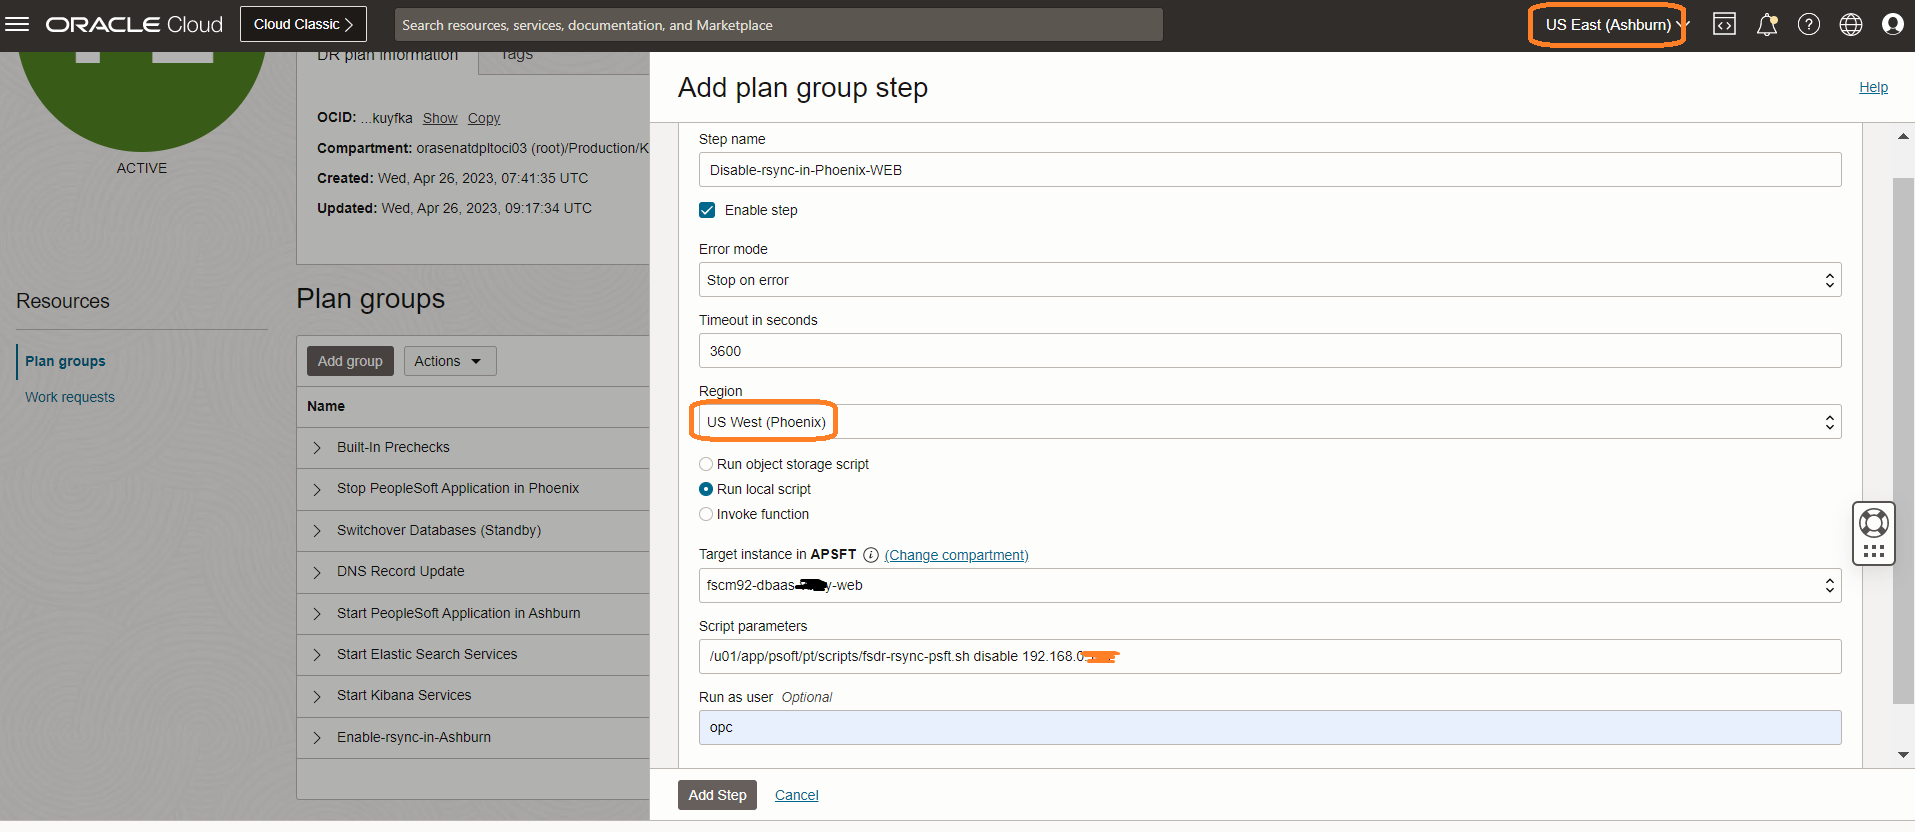 ORACLE Cloud
Cloud Classic
Search resources, services, documentation, and Marketplace
US East (Ashburn)
ACTIVE
DR plan information
Tags
OCID: ...kuyfka Show Copy
Compartment: orasenatdpltoci03 (root)/Production/K
Created: Wed, Apr 26, 2023, 07:41:35 UTC
Updated: Wed, Apr 26, 2023, 09:17:34 UTC
Resources
Plan groups
Work requests
Plan groups
Add group
Actions
Name
Built-In Prechecks
Stop PeopleSoft Application in Phoenix
Switchover Databases (Standby)
DNS Record Update
Start PeopleSoft Application in Ashburn
Start Elastic Search Services
Start Kibana Services
Enable-rsync-in-Ashburn
Add plan group step
Help
Step name
Disable-rsync-in-Phoenix-WEB
Enable step
Error mode
Stop on error
Timeout in seconds
3600
Region
US West (Phoenix)
Run object storage script
Run local script
Invoke function
Target instance in APSFT (Change compartment)
fscm92-dbaas y-web
Script parameters
/u01/app/psoft/pt/scripts/fsdr-rsync-psft.sh disable 192.168.0.
Run as user Optional
opc
Add Step
Cancel